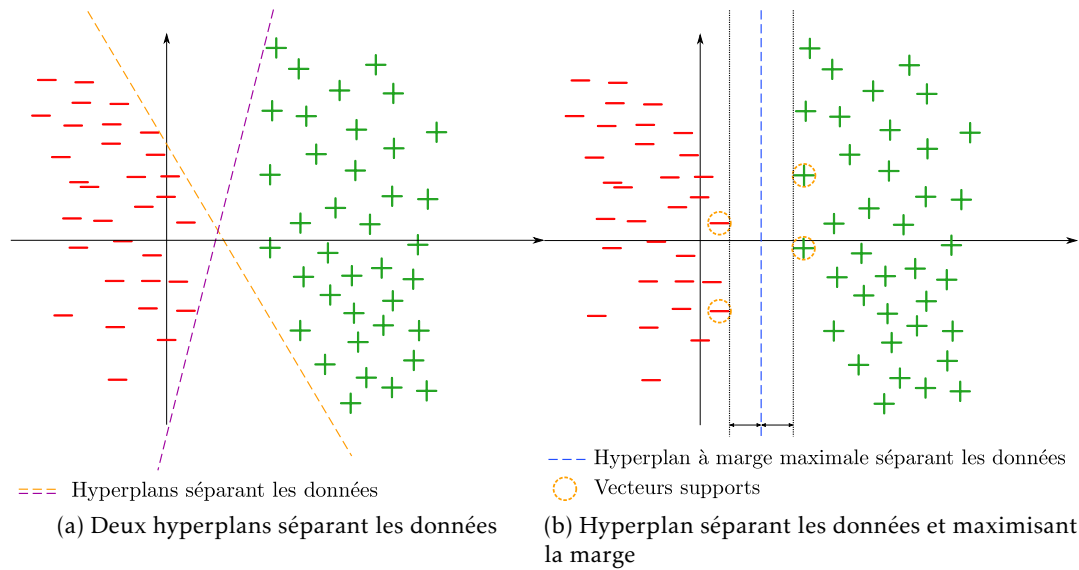 Hyperplans séparant les données
(a) Deux hyperplans séparant les données
Hyperplan à marge maximale séparant les données
Vecteurs supports
(b) Hyperplan séparant les données et maximisant
la marge